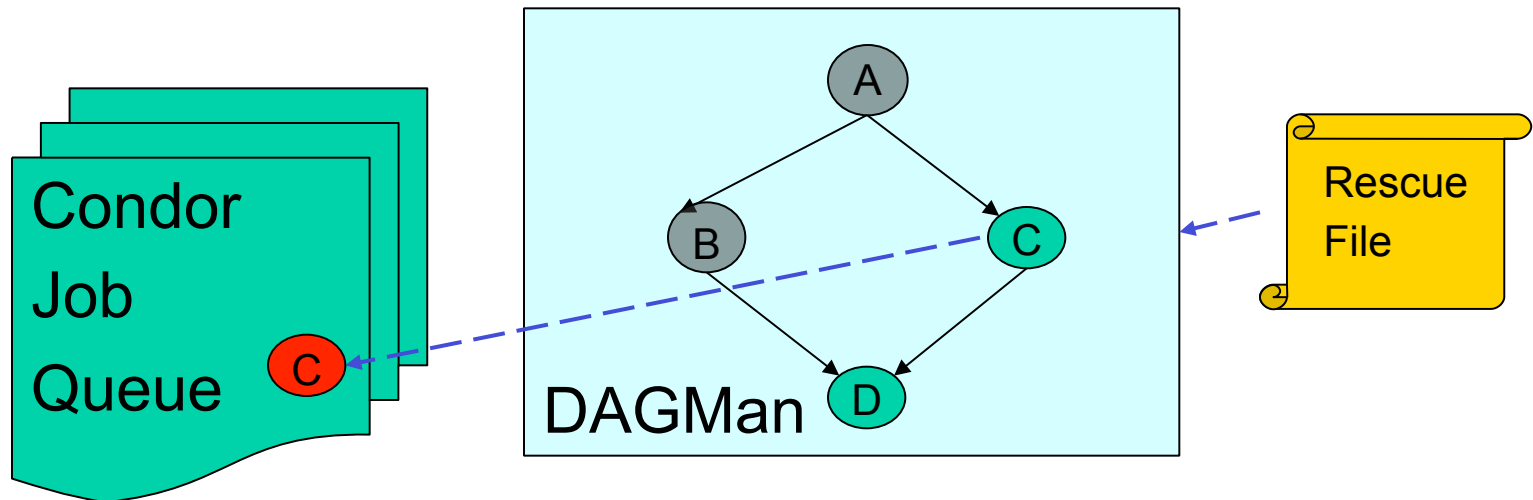 Condor
Job
Queue
C
A
B
C
D
DAGMan
Rescue
File